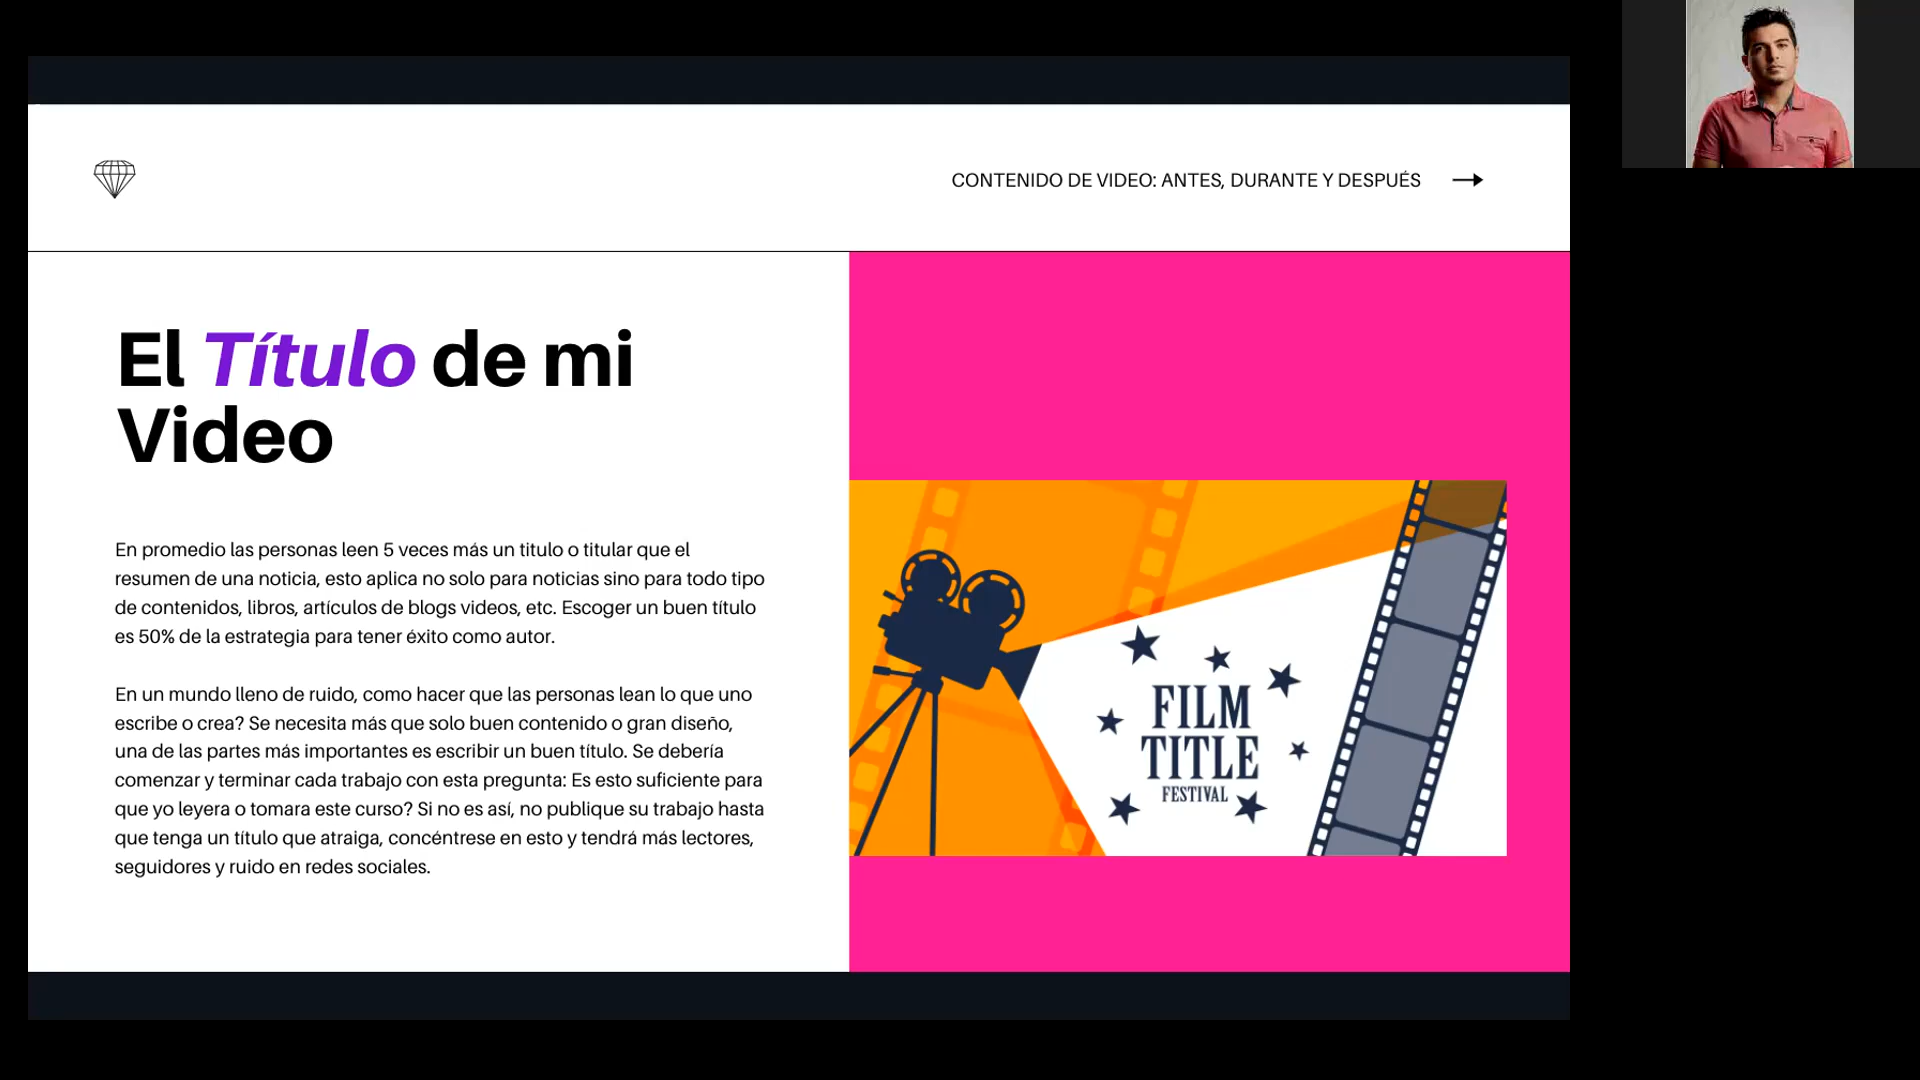 CONTENIDO DE VIDEO: ANTES, DURANTE Y DESPUÉS
El Título de mi
Video
En promedio las personas leen 5 veces más un titulo o titular que el
resumen de una noticia, esto aplica no solo para noticias sino para todo tipo
de contenidos, libros, artículos de blogs videos, etc. Escoger un buen título
es 50% de la estrategia para tener éxito como autor.
En un mundo lleno de ruido, como hacer que las personas lean lo que uno
escribe o crea? Se necesita más que solo buen contenido o gran diseño,
una de las partes más importantes es escribir un buen título. Se debería
comenzar y terminar cada trabajo con esta pregunta: Es esto suficiente para
que yo leyera o tomara este curso? Si no es así, no publique su trabajo hasta
que tenga un título que atraiga, concéntrese en esto y tendrá más lectores,
seguidores y ruido en redes sociales.
FILM
TITLE
FESTIVAL